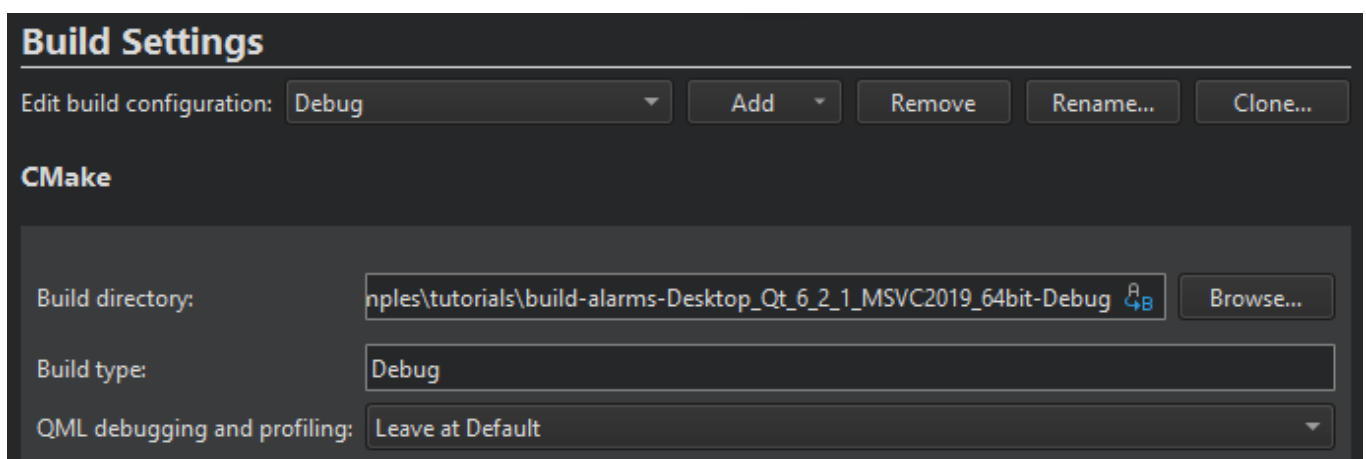 Build Settings
Edit build configuration: Debug Add Remove Rename... Clone...
CMake
Build directory: nples\tutorials\build-alarms-Desktop_Qt_6_2_1_MSVC2019_64bit-Debug Browse...
Build type: Debug
QML debugging and profiling: Leave at Default